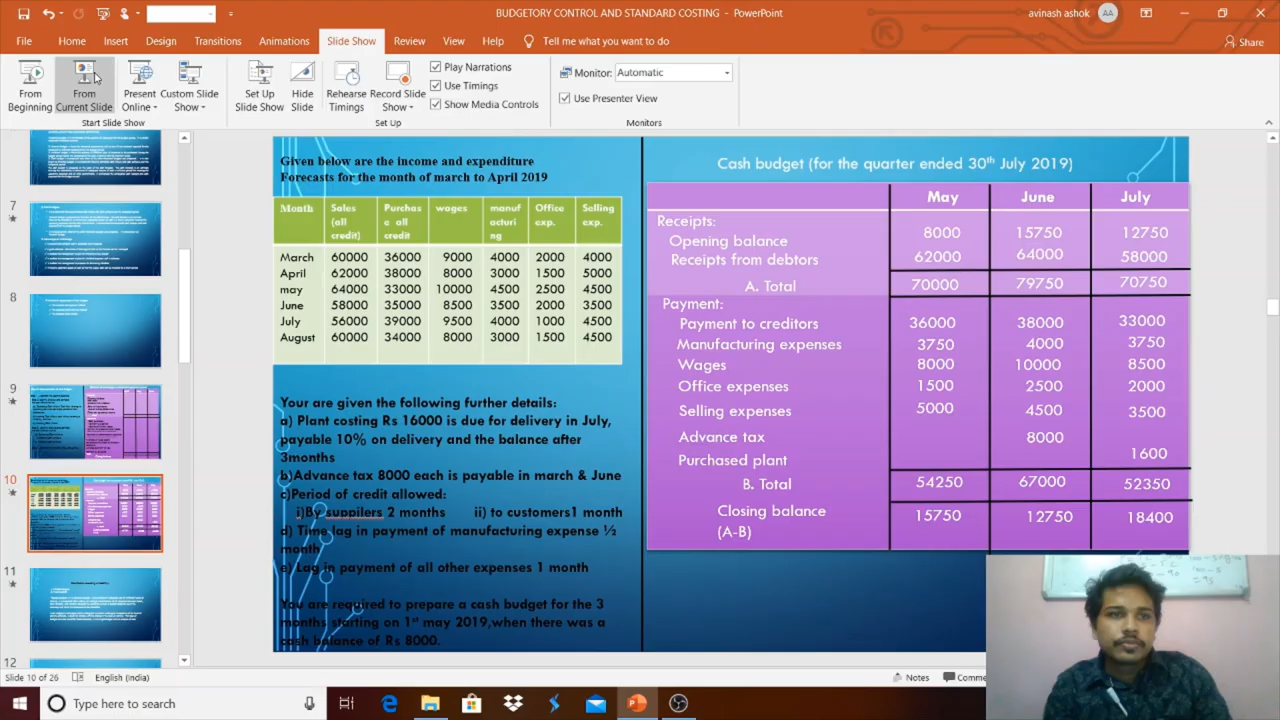 BUDGETORY CONTROL AND STANDARD COSTING - PowerPoint
avinash ashok AA
File Home Insert Design Transitions Animations Slide Show Review View Help Tell me what you want to do Share
From Beginning
From Current Slide
Present Online
Custom Slide Show
Set Up Slide Show
Hide Slide
Rehearse Timings
Record Slide Show
Play Narrations
Use Timings
Show Media Controls
Monitor: Automatic
Use Presenter View
Start Slide Show
Set Up
Monitors
7
8
9
10
11
12
Given below are the income and expenditure
Forecasts for the month of march to April 2019
Month Sales (all credit) Purchas e all credit wages manuf acturi ng Office exp. Selling exp.
March 60000 36000 9000 4000 2000 4000
April 62000 38000 8000 3000 1500 5000
may 64000 33000 10000 4500 2500 4500
June 58000 35000 8500 3500 2000 3500
July 56000 39000 9500 4000 1000 4500
August 60000 34000 8000 3000 1500 4500
You are given the following further details:
a) Plant costing Rs 16000 is due for delivery in July,
payable 10% on delivery and the balance after
3months
b)Advance tax 8000 each is payable in march & June
c)Period of credit allowed:
i)By suppilers 2 months ii) to customers1 month
d) Time lag in payment of manufacturing expense ½
month
e) Lag in payment of all other expenses 1 month
You are required to prepare a cash budget for the 3
months starting on 1st may 2019,when there was a
cash balance of Rs 8000.
Cash budget (for the quarter ended 30th July 2019)
May June July
Receipts:
Opening balance 8000 15750 12750
Receipts from debtors 62000 64000 58000
A. Total 70000 79750 70750
Payment:
Payment to creditors 36000 38000 33000
Manufacturing expenses 3750 4000 3750
Wages 8000 10000 8500
Office expenses 1500 2500 2000
Selling expenses 5000 4500 3500
Advance tax 8000
Purchased plant 1600
B. Total 54250 67000 52350
Closing balance 15750 12750 18400
(A-B)
Slide 10 of 26 English (India) Notes Comme
Type here to search